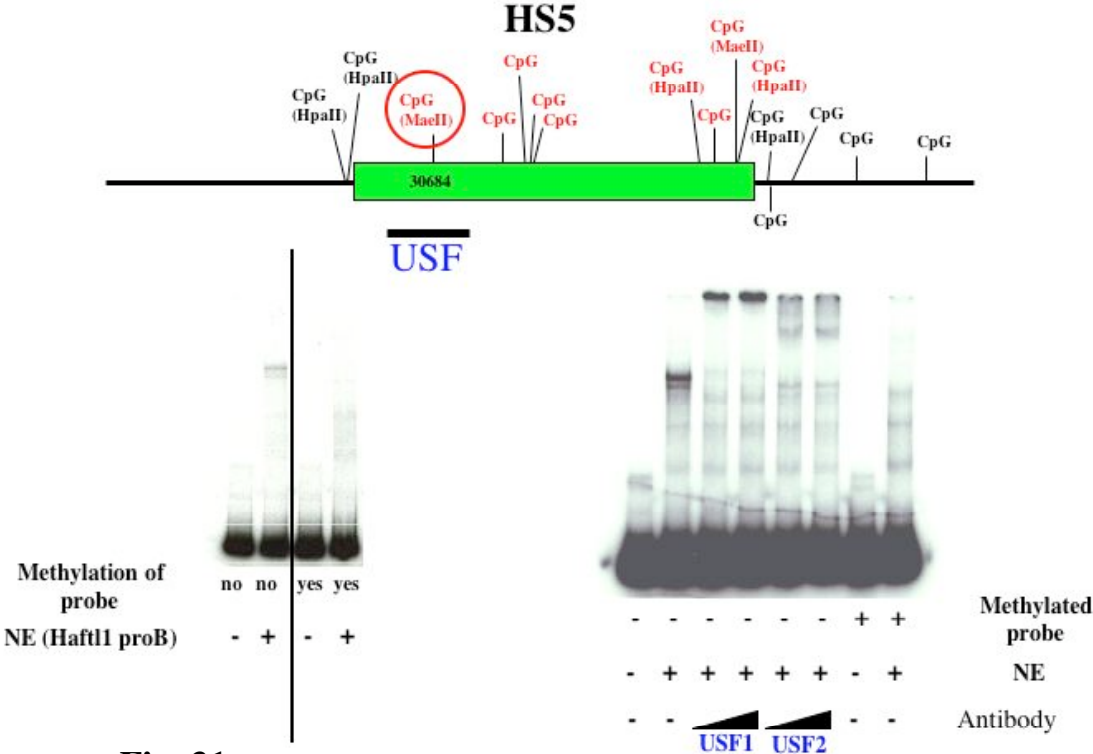 HS5
CpG
(HpaII)
CpG
(HpaII)
CpG
(MaeII)
CpG
CpG
CpG
CpG
CpG
(HpaII)
CpG
CpG
(MaeII)
CpG
(HpaII)
CpG
(HpaII)
CpG
CpG
CpG
CpG
30684
USF
Methylation of
probe
no no yes yes
NE (Haftl1 proB)
- + - +
- - - - - - + +
Methylated
probe
- + + + + + - +
NE
- - - -
Antibody
USF1 USF2